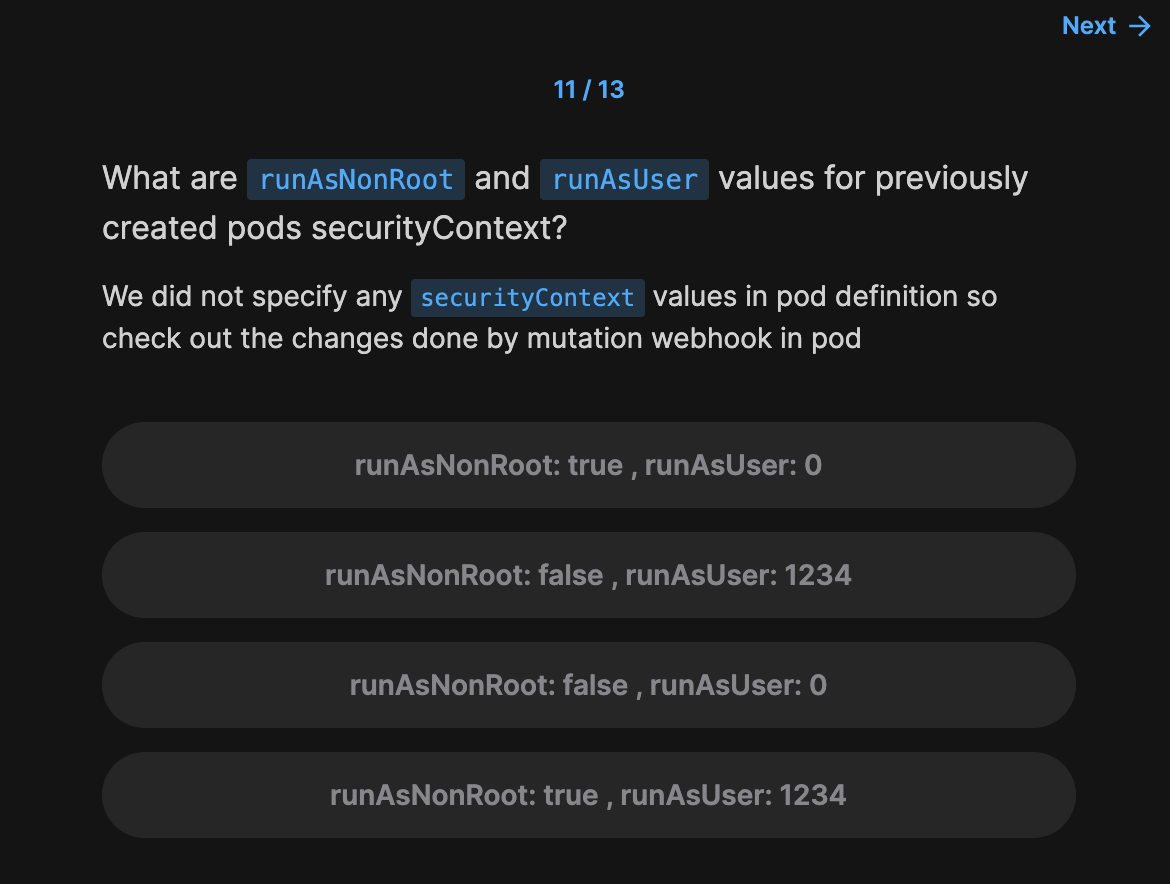 Next →
11 / 13
What are runAsNonRoot and runAsUser values for previously
created pods securityContext?
We did not specify any securityContext values in pod definition so
check out the changes done by mutation webhook in pod
runAsNonRoot: true , runAsUser: 0
runAsNonRoot: false , runAsUser: 1234
runAsNonRoot: false , runAsUser: 0
runAsNonRoot: true , runAsUser: 1234